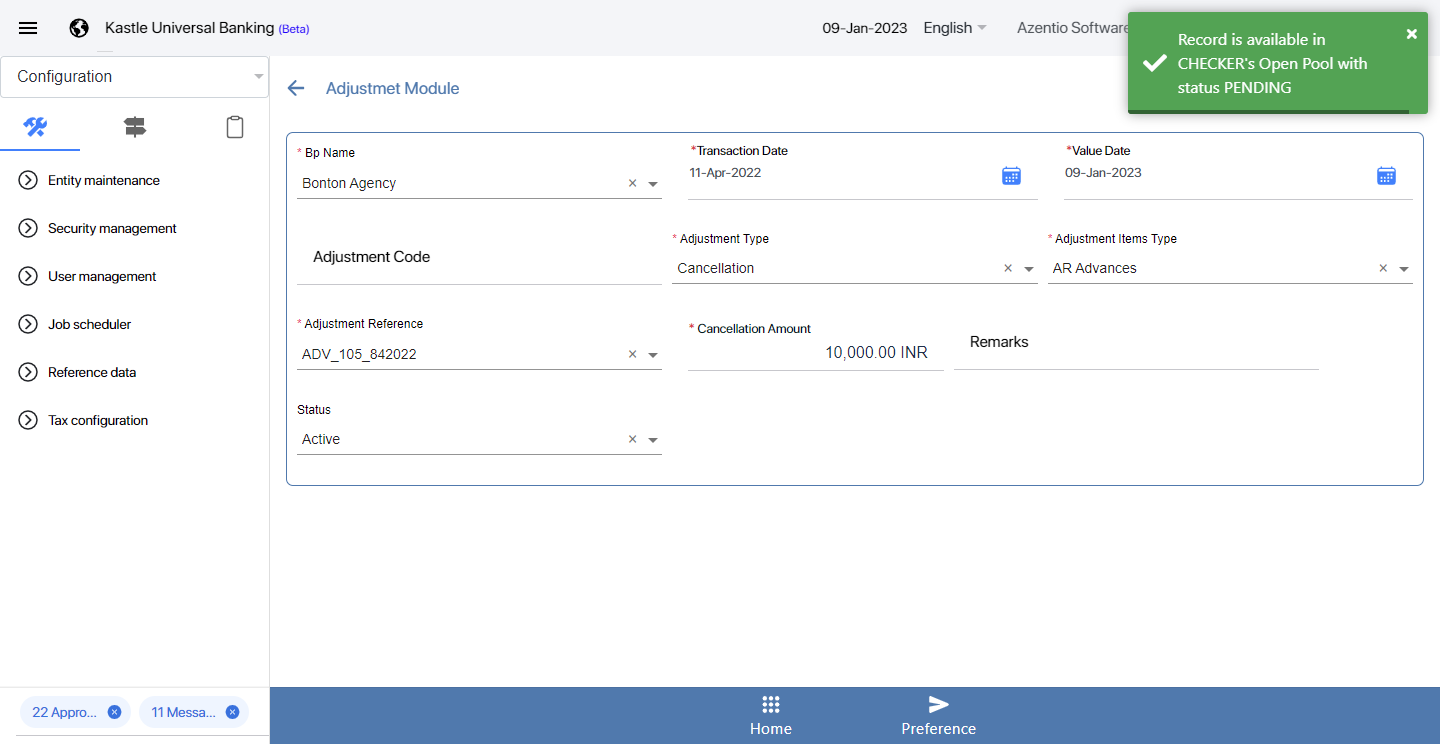 Kastle Universal Banking (Beta)
09-Jan-2023
English
Azentio Software
Record is available in
CHECKER's Open Pool with
status PENDING
Configuration
Adjustmet Module
Entity maintenance
Security management
User management
Job scheduler
Reference data
Tax configuration
* Bp Name
Bonton Agency
*Transaction Date
11-Apr-2022
*Value Date
09-Jan-2023
Adjustment Code
* Adjustment Type
Cancellation
* Adjustment Items Type
AR Advances
* Adjustment Reference
ADV_105_842022
* Cancellation Amount
10,000.00 INR
Remarks
Status
Active
22 Appro...
11 Messa...
Home
Preference